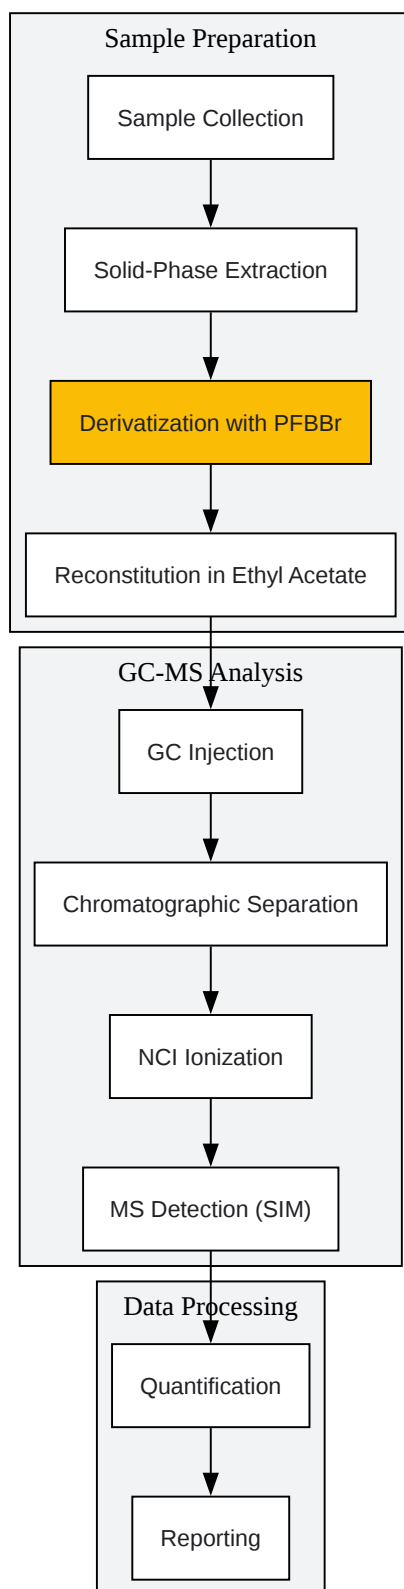 Sample Preparation
Sample Collection
Solid-Phase Extraction
Derivatization with PFBBr
Reconstitution in Ethyl Acetate
GC-MS Analysis
GC Injection
Chromatographic Separation
NCI Ionization
MS Detection (SIM)
Data Processing
Quantification
Reporting